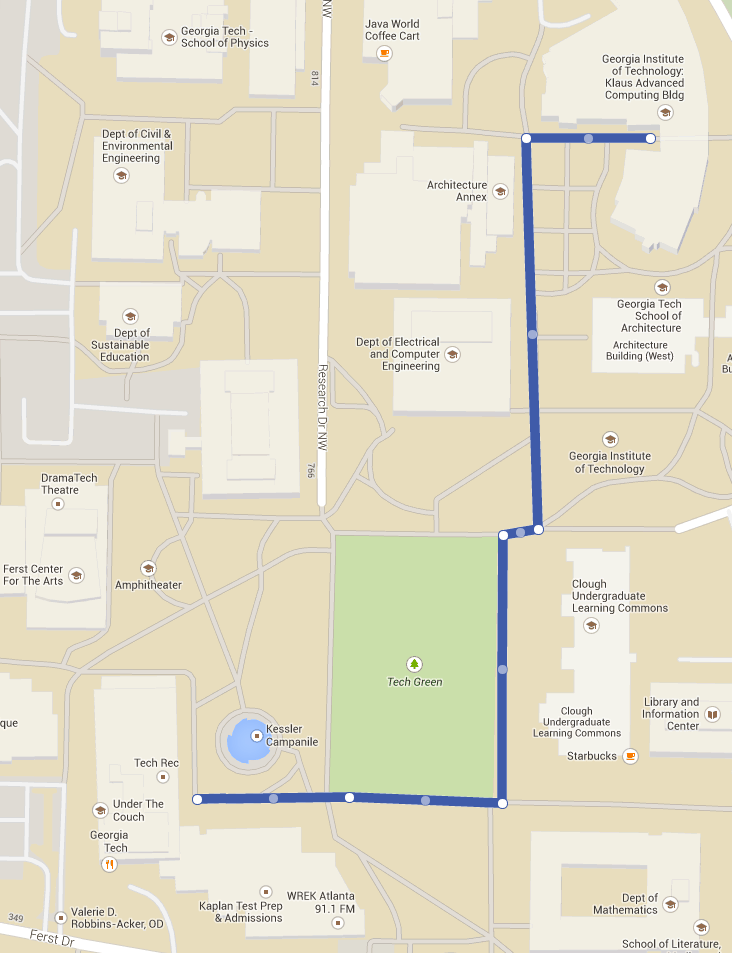 NW
Georgia Tech -
School of Physics
Java World
Coffee Cart
814
Georgia Institute
of Technology:
Klaus Advanced
Computing Bldg
Dept of Civil &
Environmental
Engineering
Architecture
Annex
Dept of
Sustainable
Education
Dept of Electrical
and Computer
Engineering
Georgia Tech
School of
Architecture
Architecture
Building (West)
A
Bu
Research Dr NW
766
Georgia Institute
of Technology
DramaTech
Theatre
Ferst Center
For The Arts
Amphitheater
Clough
Undergraduate
Learning Commons
Tech Green
Kessler
Campanile
que
Clough
Undergraduate
Learning Commons
Library and
Information
Center
Starbucks
Tech Rec
Under The
Couch
Georgia
Tech
Kaplan Test Prep
& Admissions
WREK Atlanta
91.1 FM
Dept of
Mathematics
349
Valerie D.
Robbins-Acker, OD
Ferst Dr
School of Literature,